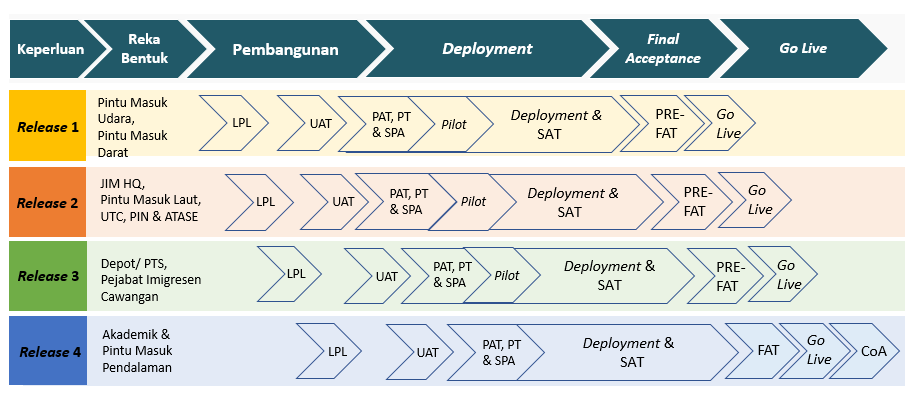 Keperluan
Reka
Bentuk
Pembangunan
Deployment
Final
Acceptance
Go Live
Release 1
Pintu Masuk
Udara,
Pintu Masuk
Darat
LPL
UAT
PAT, PT
& SPA
Pilot
Deployment &
SAT
PRE-
FAT
Go
Live
Release 2
JIM HQ,
Pintu Masuk Laut,
UTC, PIN & ATASE
LPL
UAT
PAT, PT
& SPA
Pilot
Deployment &
SAT
PRE-
FAT
Go
Live
Release 3
Depot/ PTS,
Pejabat Imigresen
Cawangan
LPL
UAT
PAT, PT
& SPA
Pilot
Deployment &
SAT
PRE-
FAT
Go
Live
Release 4
Akademik &
Pintu Masuk
Pendalaman
LPL
UAT
PAT, PT
& SPA
Deployment &
SAT
FAT
Go
Live
CoA